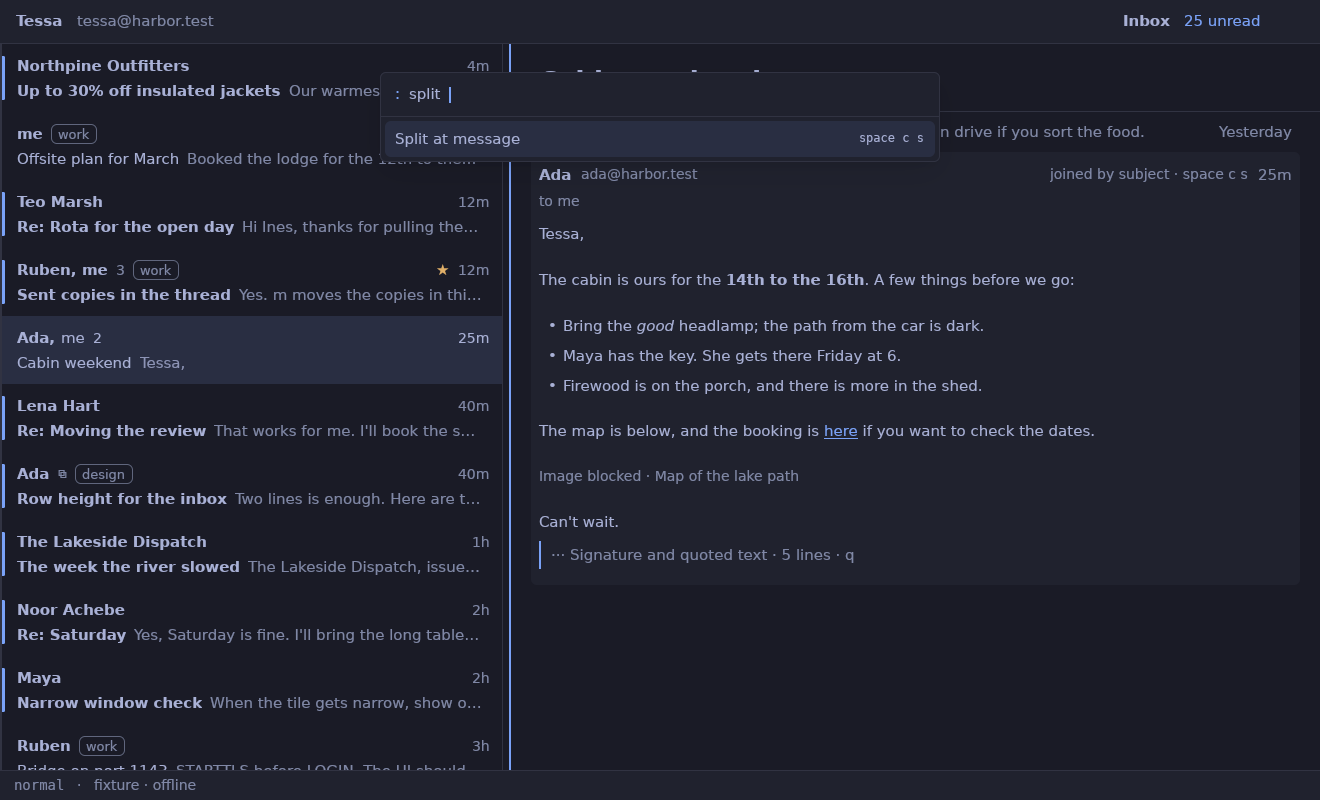 Tessa tessa@harbor.test
Inbox 25 unread
Northpine Outfitters 4m
Up to 30% off insulated jackets Our warmes
me work
Offsite plan for March Booked the lodge for the
Teo Marsh 12m
Re: Rota for the open day Hi Ines, thanks for pulling the…
Ruben, me 3 work ★ 12m
Sent copies in the thread Yes. m moves the copies in thi…
Ada, me 2 25m
Cabin weekend Tessa,
Lena Hart 40m
Re: Moving the review That works for me. I'll book the s…
Ada design 40m
Row height for the inbox Two lines is enough. Here are t…
The Lakeside Dispatch 1h
The week the river slowed The Lakeside Dispatch, issue…
Noor Achebe 2h
Re: Saturday Yes, Saturday is fine. I'll bring the long table…
Maya 2h
Narrow window check When the tile gets narrow, show o…
Ruben work 3h
: split
Split at message space c s
n drive if you sort the food. Yesterday
Ada ada@harbor.test joined by subject · space c s 25m
to me
Tessa,
The cabin is ours for the 14th to the 16th. A few things before we go:
• Bring the good headlamp; the path from the car is dark.
• Maya has the key. She gets there Friday at 6.
• Firewood is on the porch, and there is more in the shed.
The map is below, and the booking is here if you want to check the dates.
Image blocked · Map of the lake path
Can't wait.
··· Signature and quoted text · 5 lines · q
normal · fixture · offline